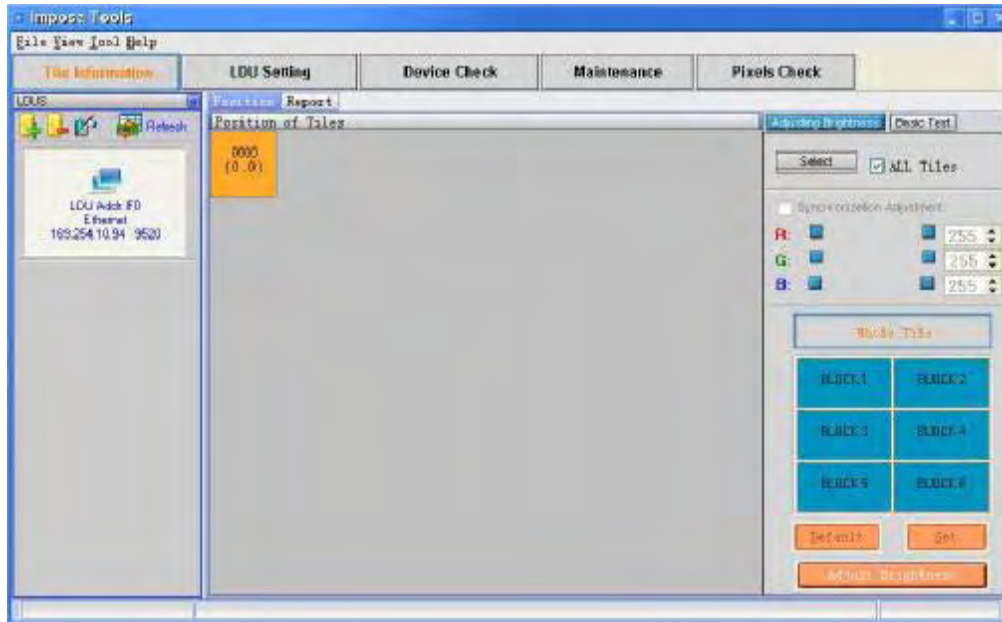 Impose Tools
File View Tool Help
Tile Information LDU Setting Device Check Maintenance Pixels Check
LDUS
Position Report
Refresh
Position of Tiles
Adjusting Brightness Basic Test
0000
(0.0)
Select ALL Tiles
LDU Addr:
Ethernet
169.254.10.94 9520
Synchronization Adjustment
R: 255
G: 255
B: 255
Whole Tile
BLOCK1 BLOCK2
BLOCK3 BLOCK4
BLOCK5 BLOCK6
Default Set
Adjust Brightness